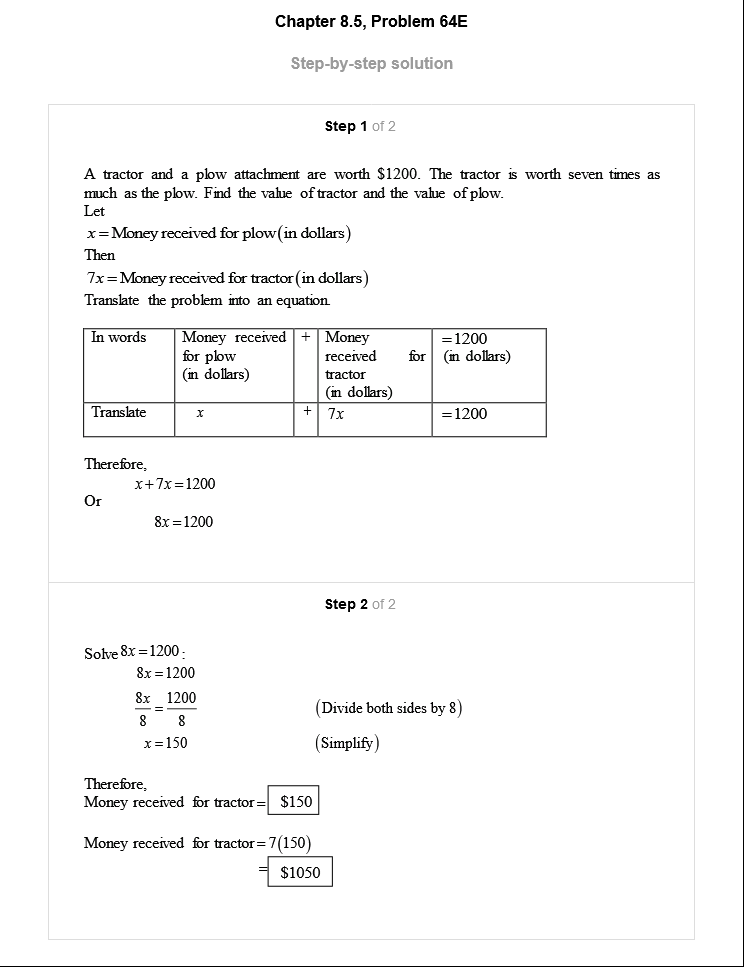 Chapter 8.5, Problem 64E
Step-by-step solution
Step 1 of 2
A tractor and a plow attachment are worth $1200. The tractor is worth seven times as
much as the plow. Find the value of tractor and the value of plow.
Let
x = Money received for plow (in dollars)
Then
7x = Money received for tractor (in dollars)
Translate the problem into an equation.
In words | Money received for plow (in dollars) | + | Money received for tractor (in dollars) | =1200 (in dollars)
Translate | x | + | 7x | =1200
Therefore,
x+7x=1200
Or
8x=1200
Step 2 of 2
Solve 8x=1200:
8x=1200
8x/8 = 1200/8 (Divide both sides by 8)
x=150 (Simplify)
Therefore,
Money received for tractor= $150
Money received for tractor= 7(150)
= $1050